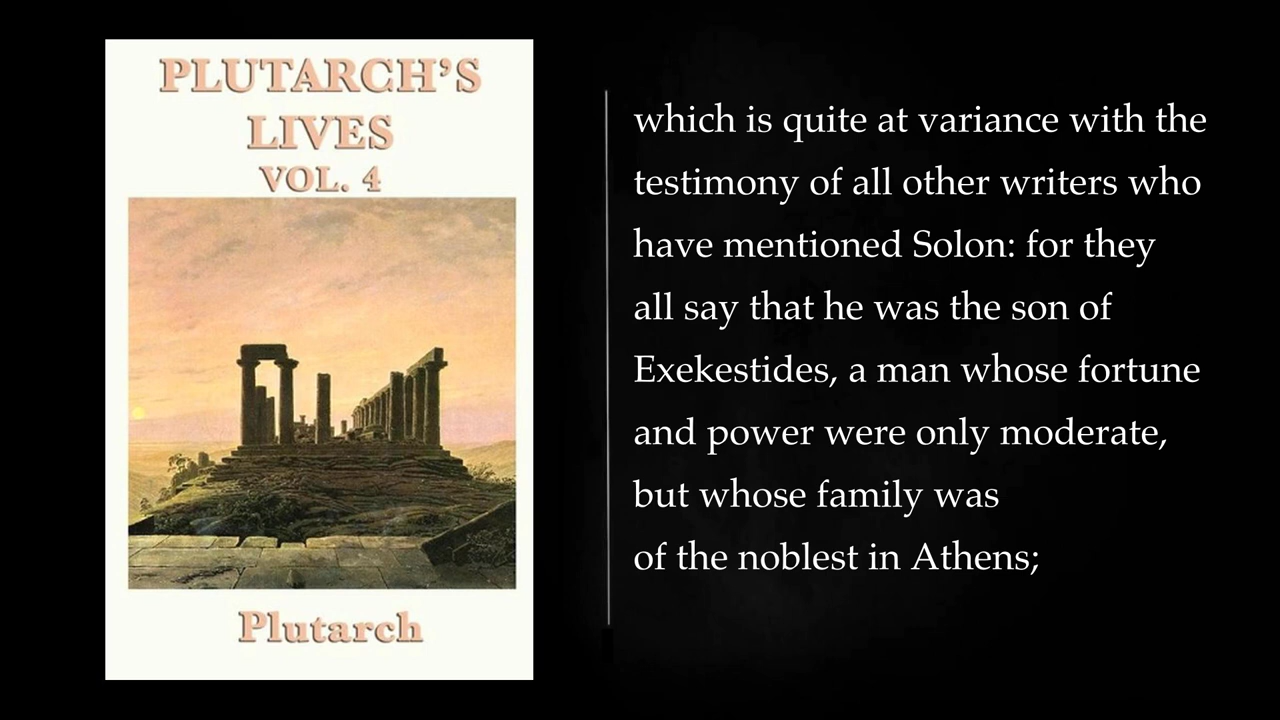 PLUTARCH'S
LIVES
VOL. 4
Plutarch
which is quite at variance with the
testimony of all other writers who
have mentioned Solon: for they
all say that he was the son of
Exekestides, a man whose fortune
and power were only moderate,
but whose family was
of the noblest in Athens;